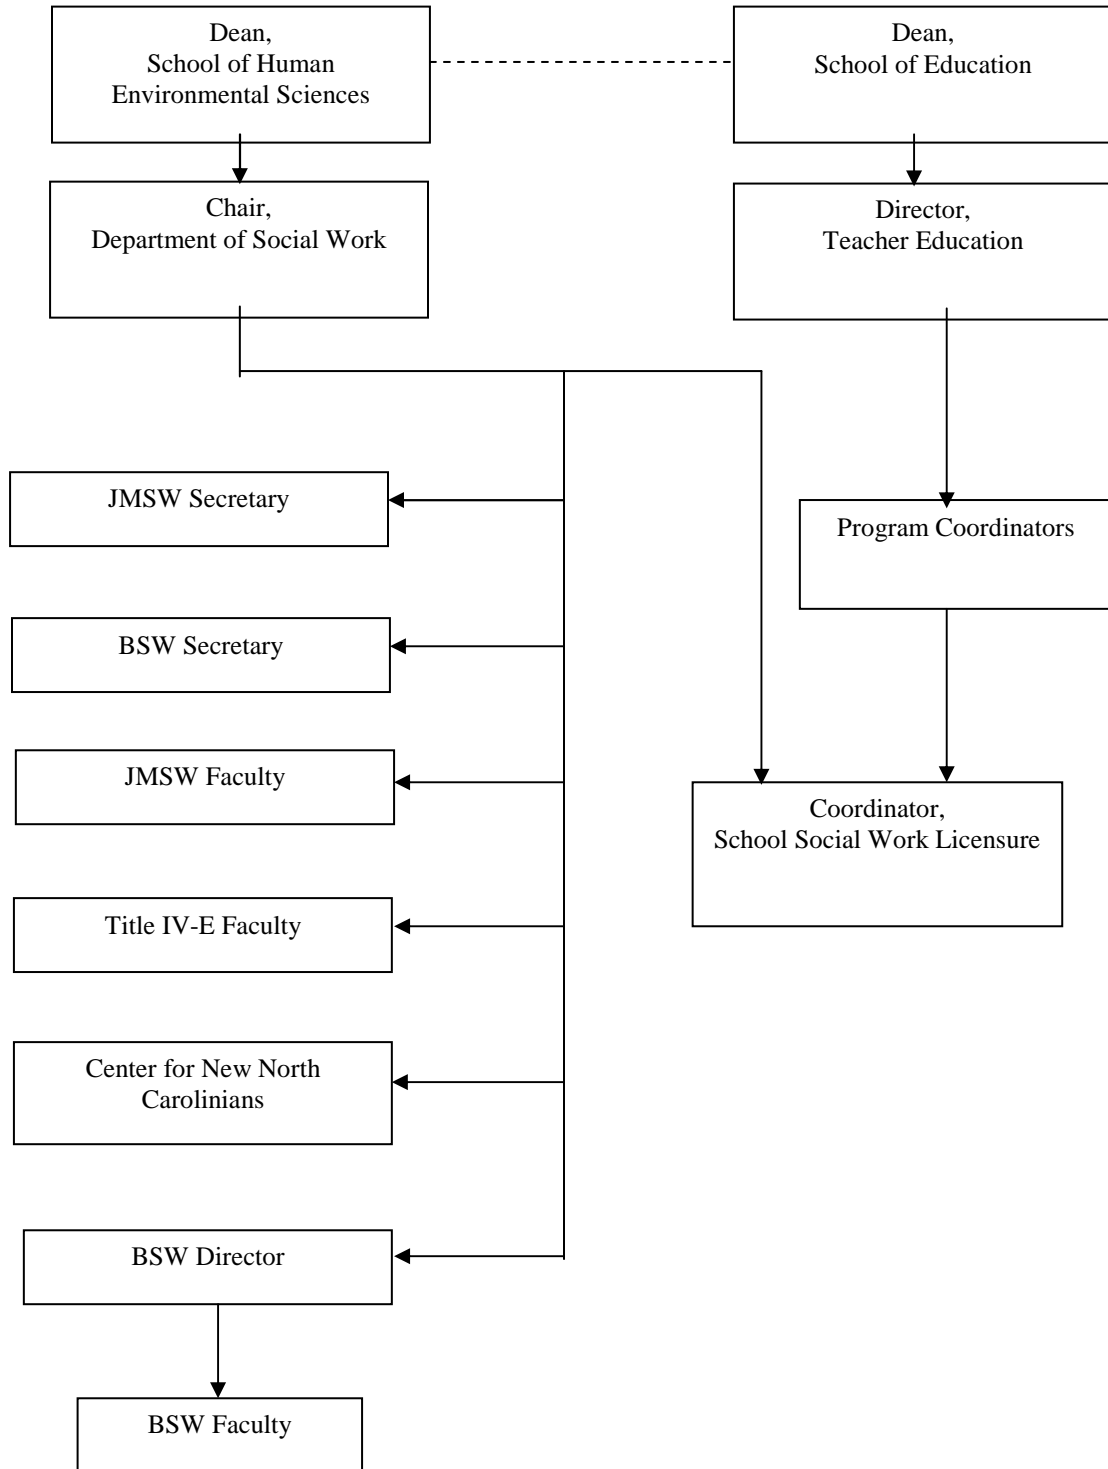 Dean,
School of Human
Environmental Sciences
Dean,
School of Education
Chair,
Department of Social Work
Director,
Teacher Education
JMSW Secretary
Program Coordinators
BSW Secretary
JMSW Faculty
Coordinator,
School Social Work Licensure
Title IV-E Faculty
Center for New North
Carolinians
BSW Director
BSW Faculty